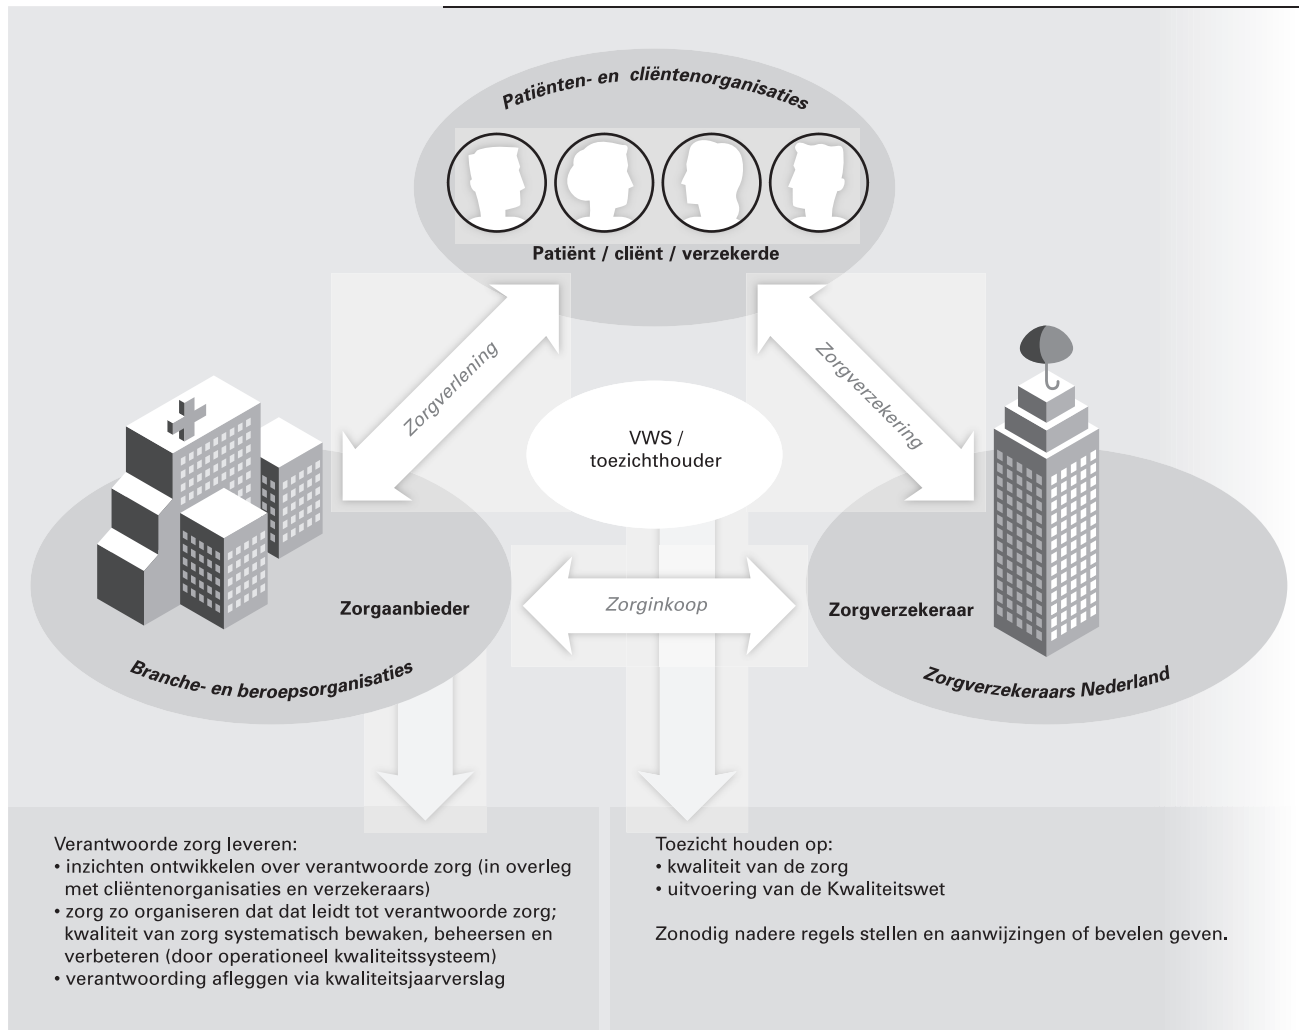 Patiënten- en cliëntenorganisaties
Patiënt / cliënt / verzekerde
Zorgverlening
Zorgverzekering
VWS /
toezichthouder
Zorgaanbieder
Zorginkoop
Zorgverzekeraar
Branche- en beroepsorganisaties
Zorgverzekeraars Nederland
Verantwoorde zorg leveren:
• inzichten ontwikkelen over verantwoorde zorg (in overleg
met cliëntenorganisaties en verzekeraars)
• zorg zo organiseren dat dat leidt tot verantwoorde zorg;
kwaliteit van zorg systematisch bewaken, beheersen en
verbeteren (door operationeel kwaliteitssysteem)
• verantwoording afleggen via kwaliteitsjaarverslag
Toezicht houden op:
• kwaliteit van de zorg
• uitvoering van de Kwaliteitswet
Zonodig nadere regels stellen en aanwijzingen of bevelen geven.